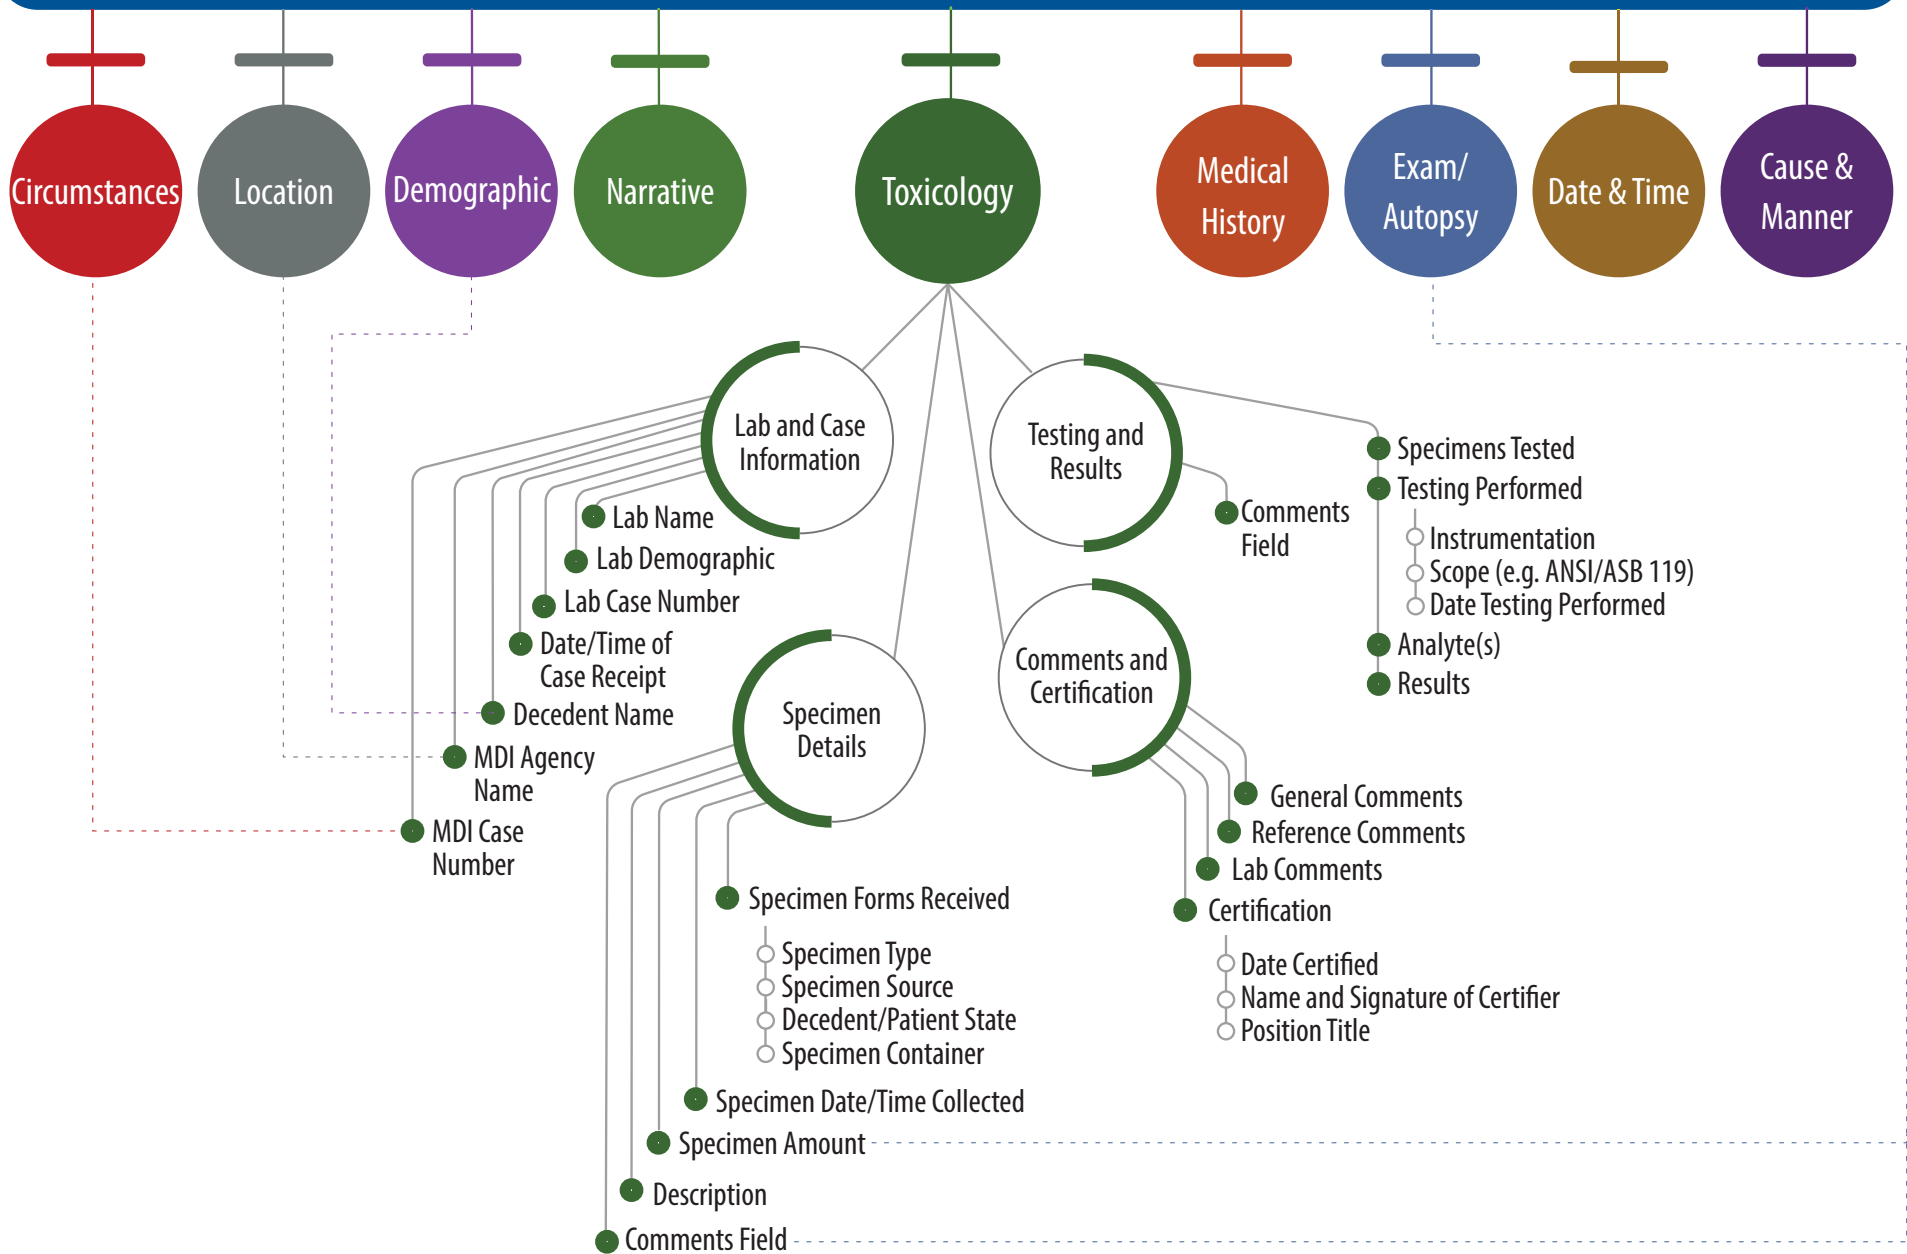 Circumstances
Location
Demographic
Narrative
Toxicology
Medical
History
Exam/
Autopsy
Date & Time
Cause &
Manner
Lab and Case
Information
Lab Name
Lab Demographic
Lab Case Number
Date/Time of
Case Receipt
Decedent Name
MDI Agency
Name
MDI Case
Number
Testing and
Results
Comments
Field
Specimens Tested
Testing Performed
Instrumentation
Scope (e.g. ANSI/ASB 119)
Date Testing Performed
Analyte(s)
Results
Specimen
Details
Specimen Forms Received
Specimen Type
Specimen Source
Decedent/Patient State
Specimen Container
Specimen Date/Time Collected
Specimen Amount
Description
Comments Field
Comments and
Certification
General Comments
Reference Comments
Lab Comments
Certification
Date Certified
Name and Signature of Certifier
Position Title